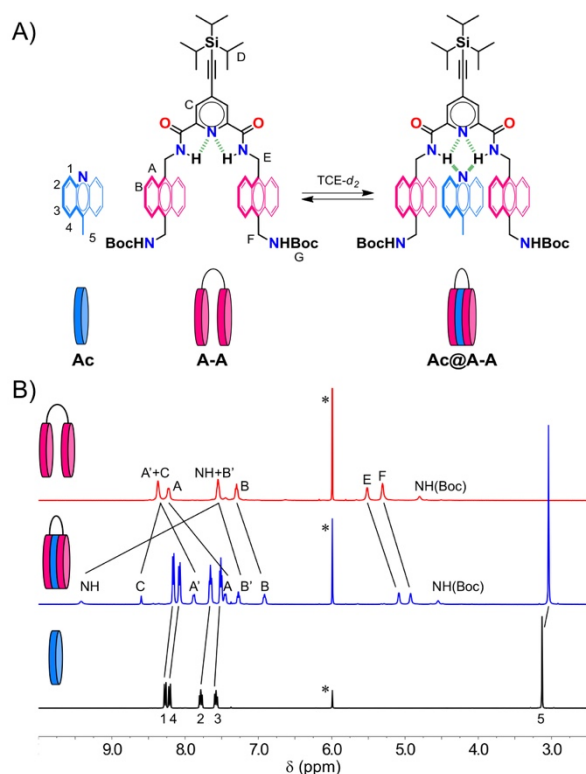 A)
Si
D
C
O
N
O
N
H
H
N
E
A
B
1
2
N
3
4
5
TCE-d2
BocHN
F
NHBoc
G
Si
O
N
O
N
H
H
N
N
BocHN
NHBoc
Ac
A-A
Ac@A-A
B)
*
A'+C
A
NH+B'
B
E
F
NH(Boc)
*
NH
C
A'
A
B'
B
NH(Boc)
*
1
4
2
3
5
9.0
8.0
7.0
6.0
5.0
4.0
3.0
δ (ppm)